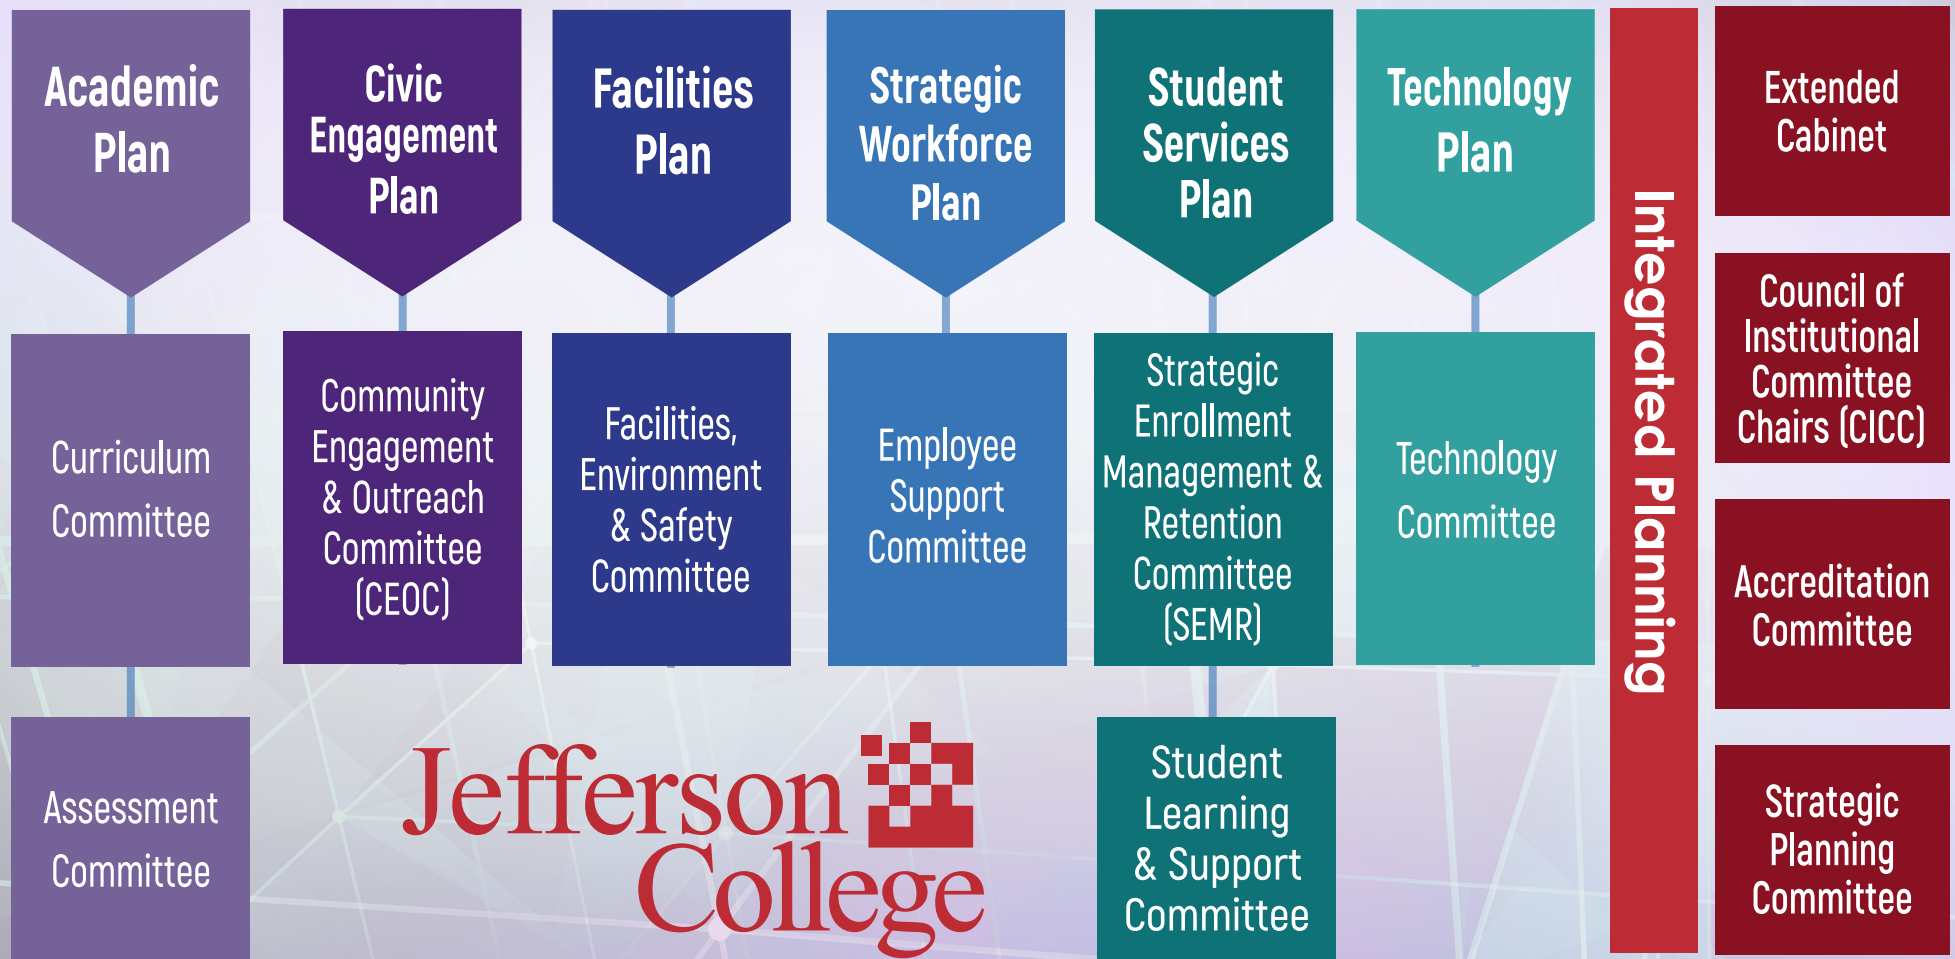 Academic
Plan
Civic
Engagement
Plan
Facilities
Plan
Strategic
Workforce
Plan
Student
Services
Plan
Technology
Plan
Curriculum
Committee
Community
Engagement
& Outreach
Committee
(CEOC)
Facilities,
Environment
& Safety
Committee
Employee
Support
Committee
Strategic
Enrollment
Management &
Retention
Committee
(SEMR)
Technology
Committee
Assessment
Committee
Jefferson
College
Student
Learning
& Support
Committee
Integrated Planning
Extended
Cabinet
Council of
Institutional
Committee
Chairs (CICC)
Accreditation
Committee
Strategic
Planning
Committee